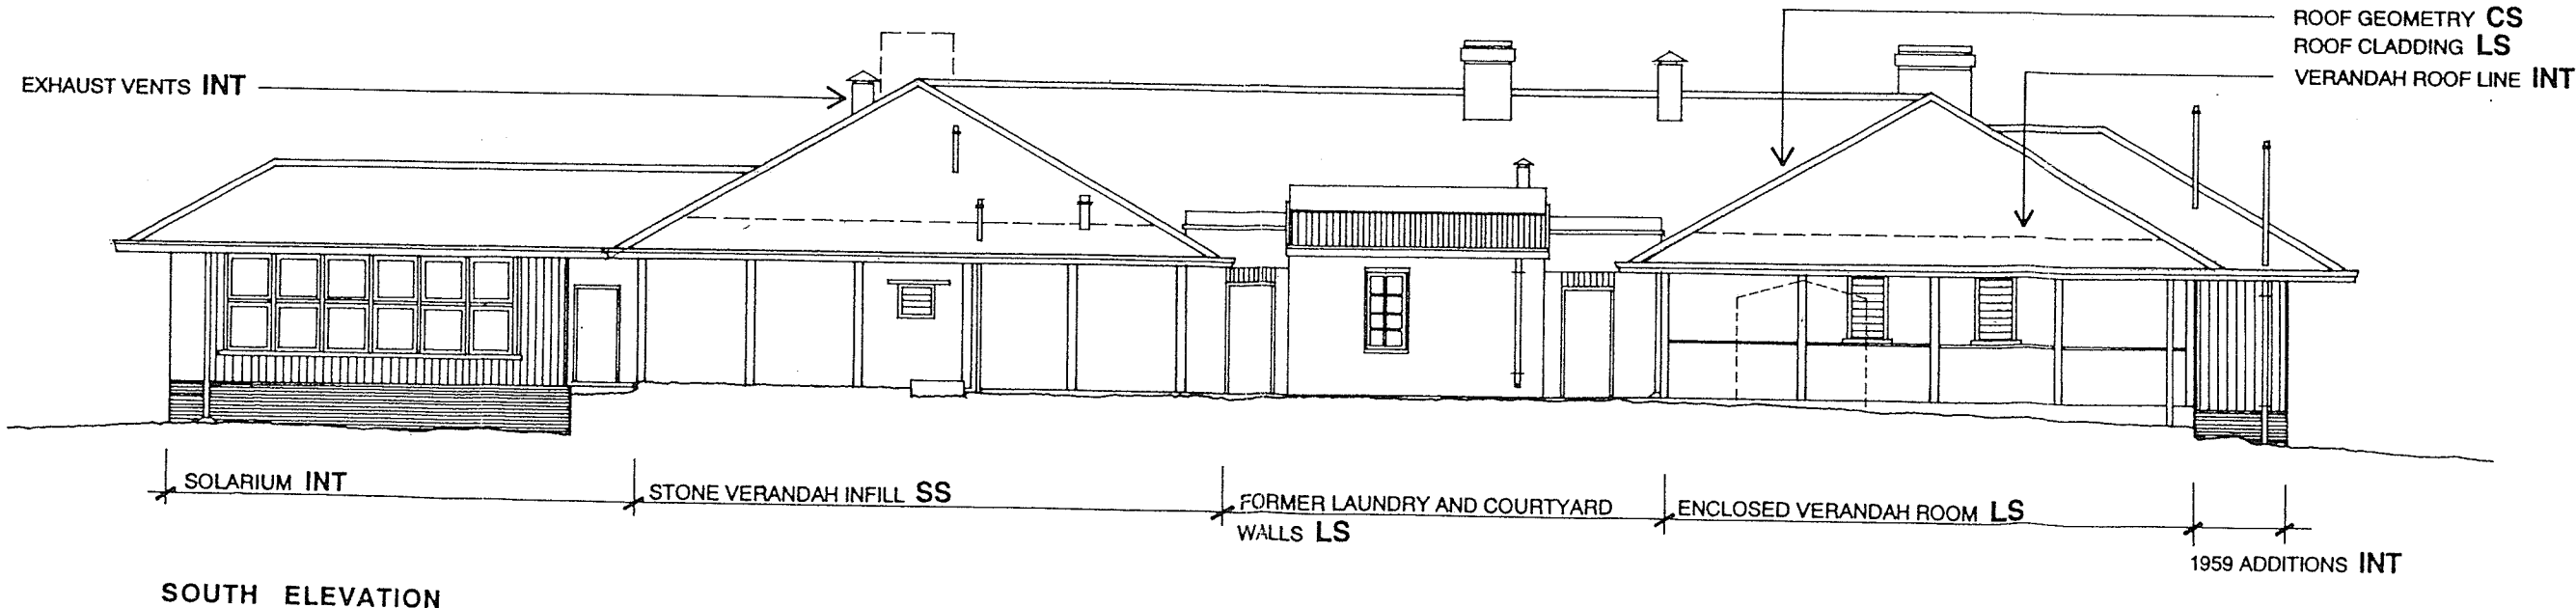 ROOF GEOMETRY CS
ROOF CLADDING LS
EXHAUST VENTS INT
VERANDAH ROOF LINE INT
SOLARIUM INT
STONE VERANDAH INFILL SS
FORMER LAUNDRY AND COURTYARD
WALLS LS
ENCLOSED VERANDAH ROOM LS
1959 ADDITIONS INT
SOUTH ELEVATION